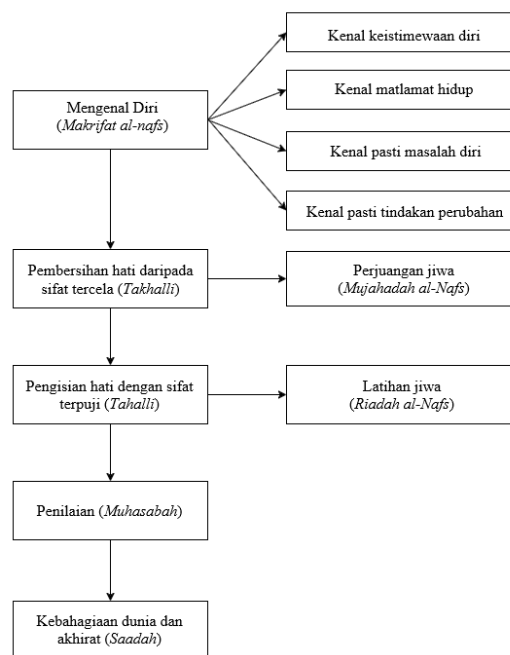 Kenal keistimewaan diri
Kenal matlamat hidup
Mengenal Diri
(Makrifat al-nafs)
Kenal pasti masalah diri
Kenal pasti tindakan perubahan
Pembersihan hati daripada
sifat tercela (Takhalli)
Perjuangan jiwa
(Mujahadah al-Nafs)
Pengisian hati dengan sifat
terpuji (Tahalli)
Latihan jiwa
(Riadah al-Nafs)
Penilaian (Muhasabah)
Kebahagiaan dunia dan
akhirat (Saadah)